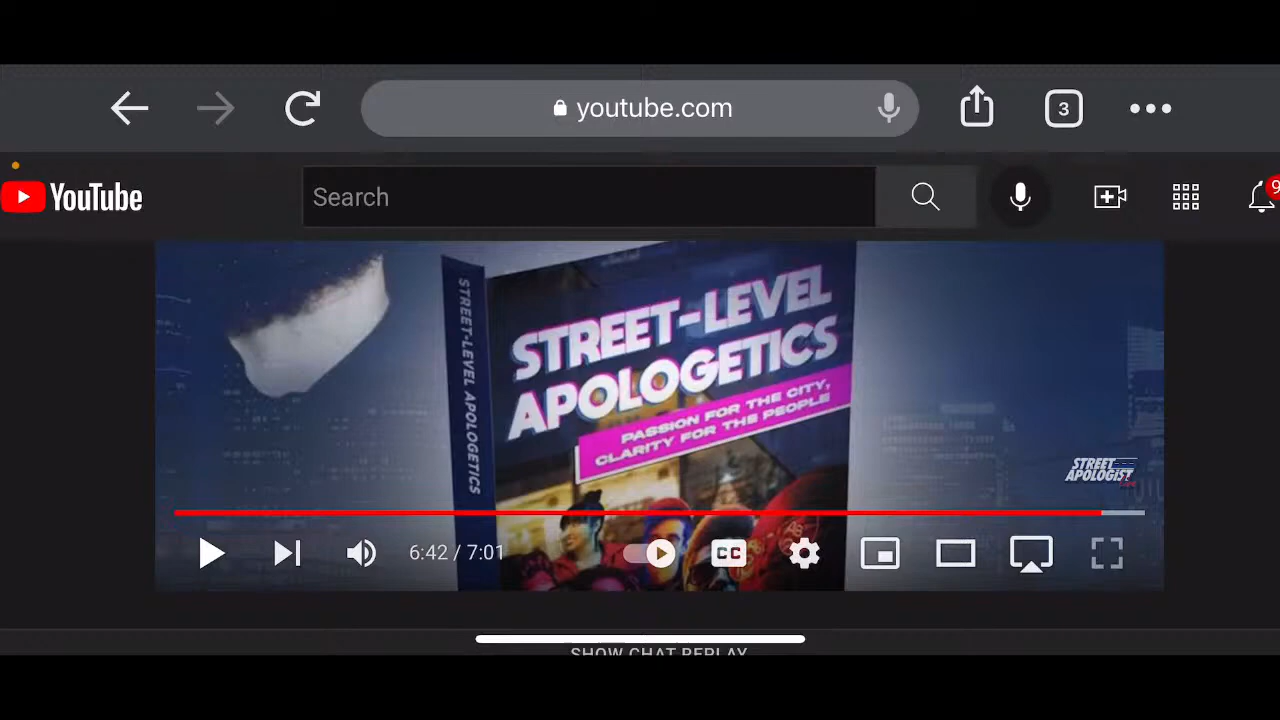 youtube.com
3
YouTube
Search
9
STREET-LEVEL APOLOGETICS
STREET-LEVEL
APOLOGETICS
PASSION FOR THE CITY,
CLARITY FOR THE PEOPLE
STREET
APOLOGIST
6:42 / 7:01
CC
SHOW CHAT REPLAY